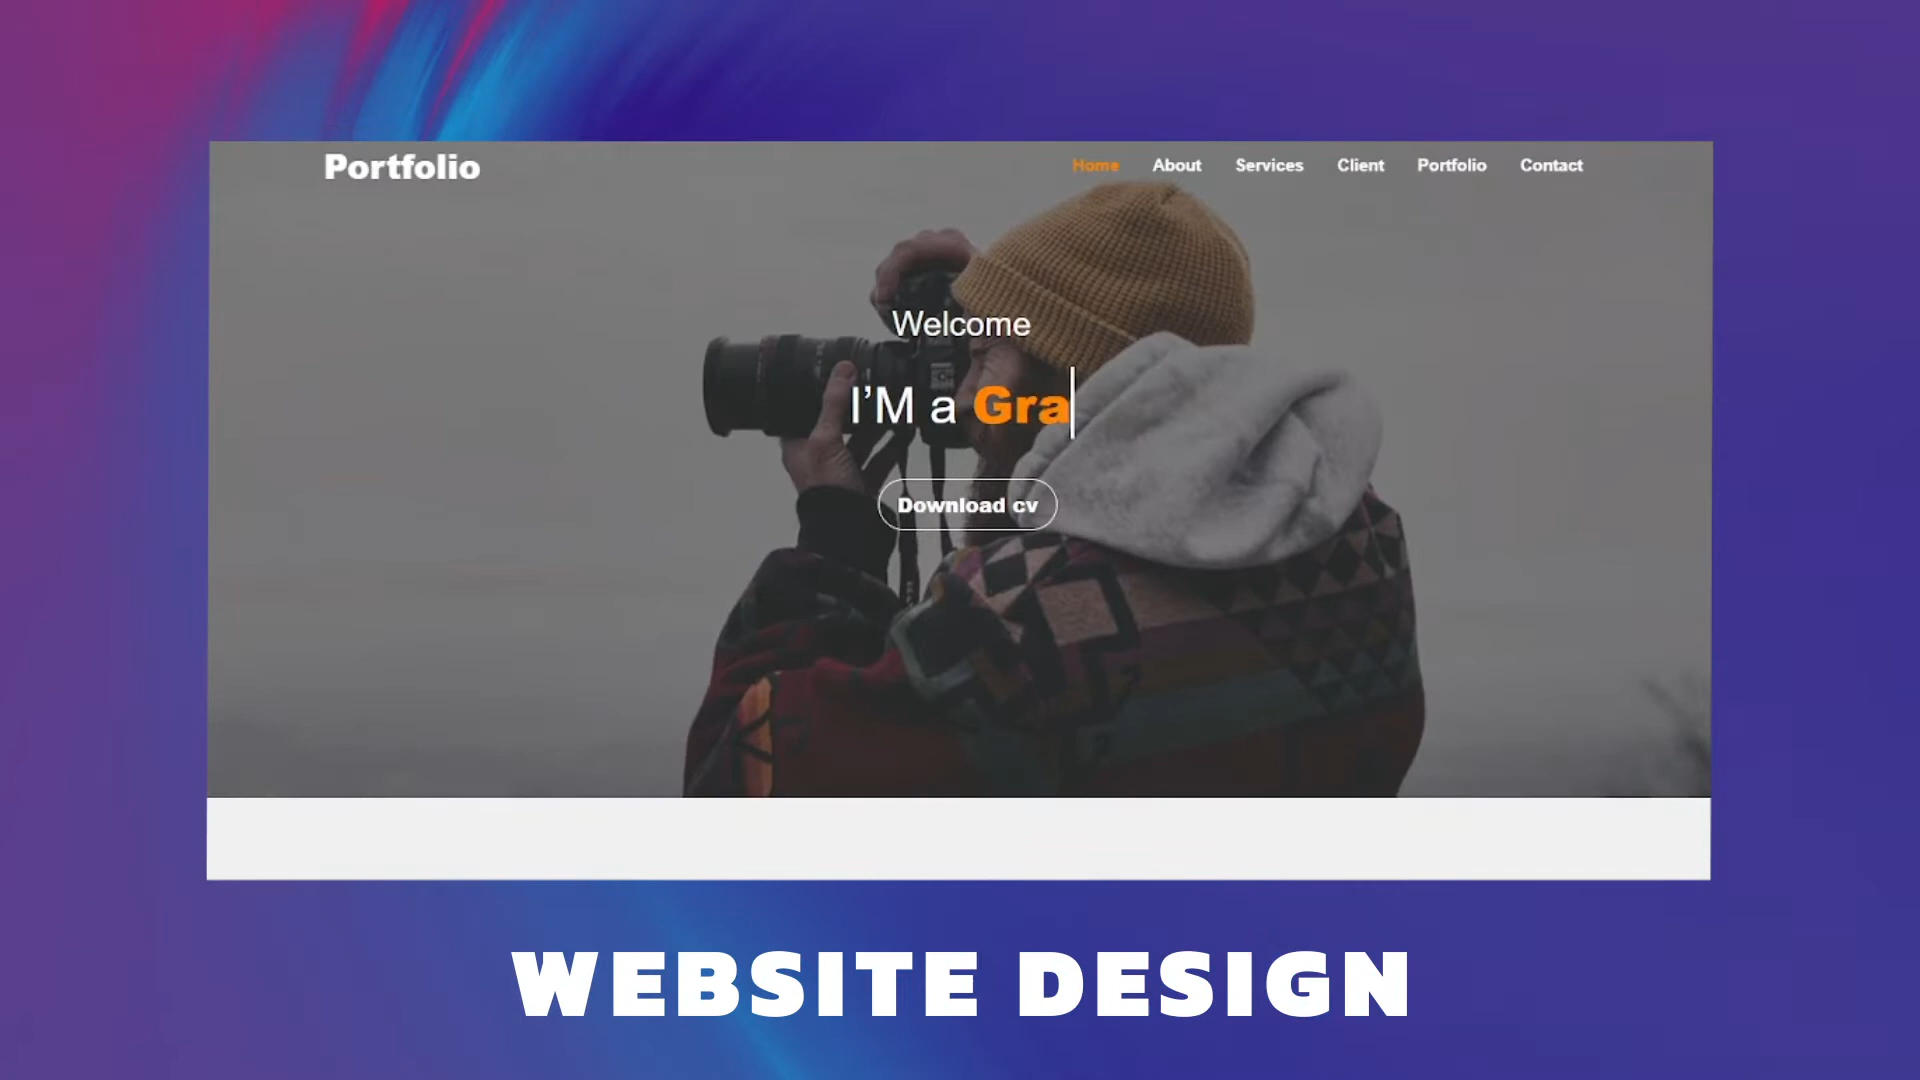 Portfolio
Home About Services Client Portfolio Contact
Welcome
I’M a Gra
Download cv
WEBSITE DESIGN